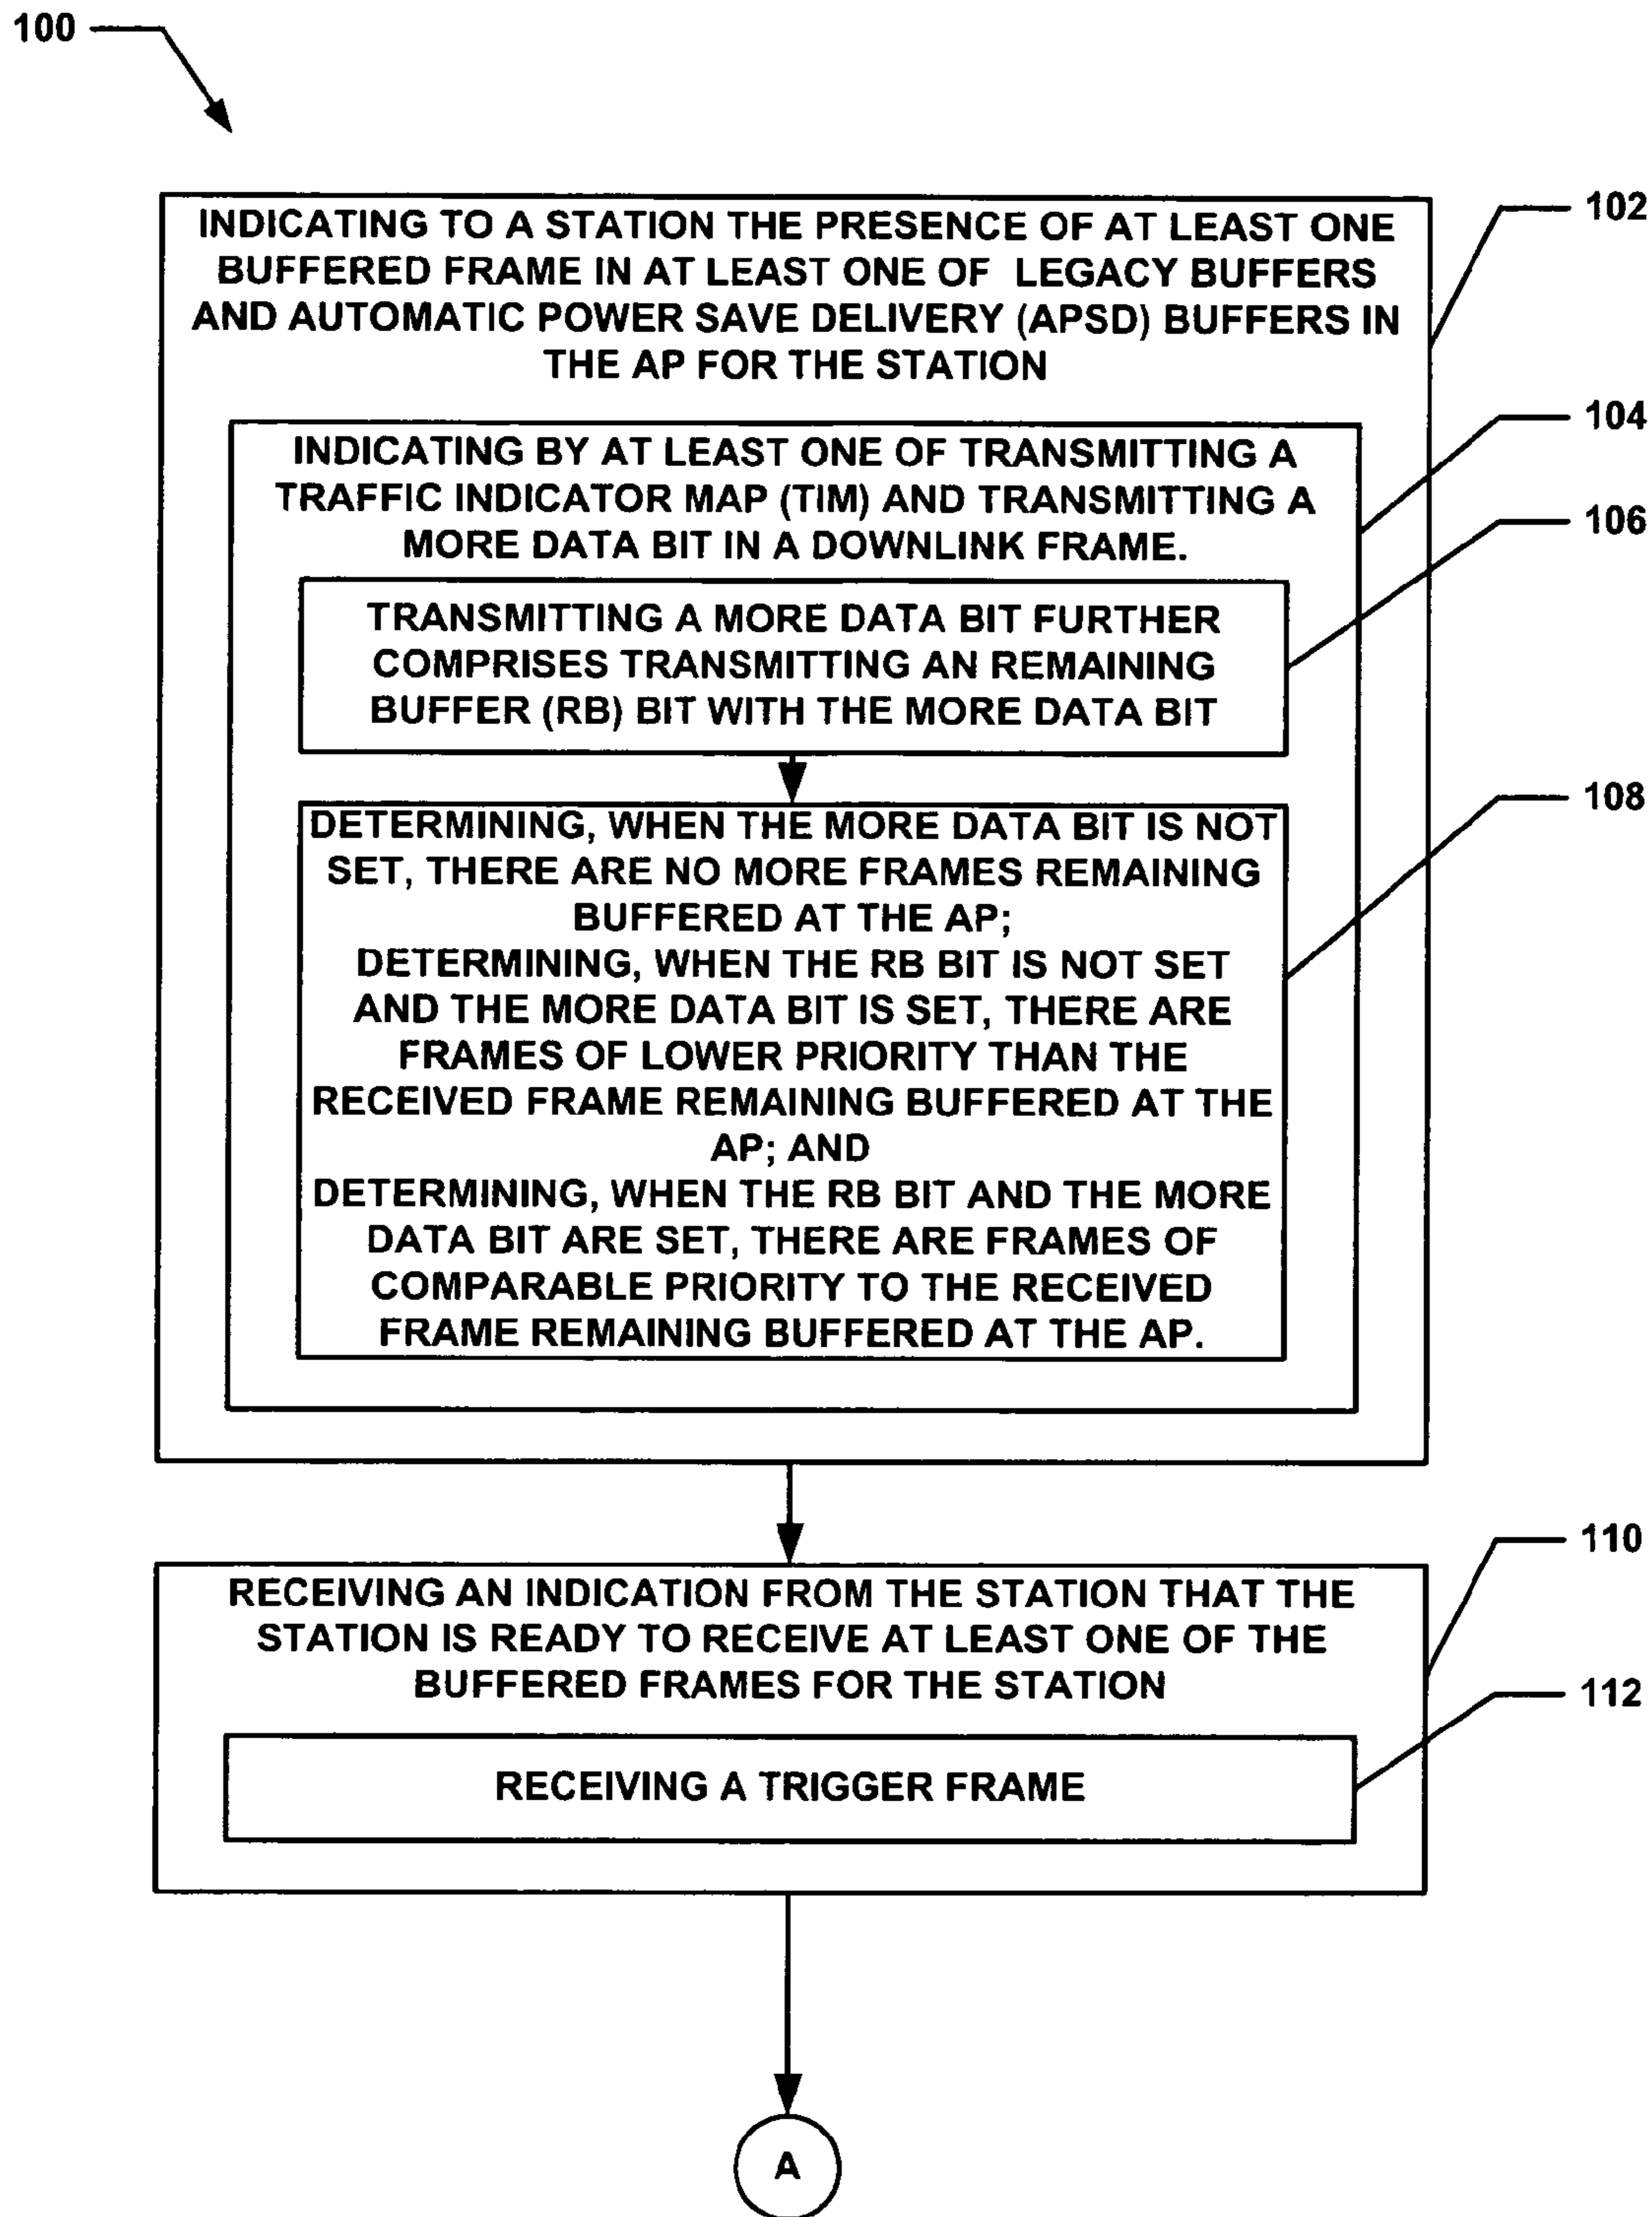 100
INDICATING TO A STATION THE PRESENCE OF AT LEAST ONE
BUFFERED FRAME IN AT LEAST ONE OF LEGACY BUFFERS
AND AUTOMATIC POWER SAVE DELIVERY (APSD) BUFFERS IN
THE AP FOR THE STATION
102
INDICATING BY AT LEAST ONE OF TRANSMITTING A
TRAFFIC INDICATOR MAP (TIM) AND TRANSMITTING A
MORE DATA BIT IN A DOWNLINK FRAME.
104
TRANSMITTING A MORE DATA BIT FURTHER
COMPRISES TRANSMITTING AN REMAINING
BUFFER (RB) BIT WITH THE MORE DATA BIT
106
DETERMINING, WHEN THE MORE DATA BIT IS NOT
SET, THERE ARE NO MORE FRAMES REMAINING
BUFFERED AT THE AP;
DETERMINING, WHEN THE RB BIT IS NOT SET
AND THE MORE DATA BIT IS SET, THERE ARE
FRAMES OF LOWER PRIORITY THAN THE
RECEIVED FRAME REMAINING BUFFERED AT THE
AP; AND
DETERMINING, WHEN THE RB BIT AND THE MORE
DATA BIT ARE SET, THERE ARE FRAMES OF
COMPARABLE PRIORITY TO THE RECEIVED
FRAME REMAINING BUFFERED AT THE AP.
108
RECEIVING AN INDICATION FROM THE STATION THAT THE
STATION IS READY TO RECEIVE AT LEAST ONE OF THE
BUFFERED FRAMES FOR THE STATION
110
RECEIVING A TRIGGER FRAME
112
A